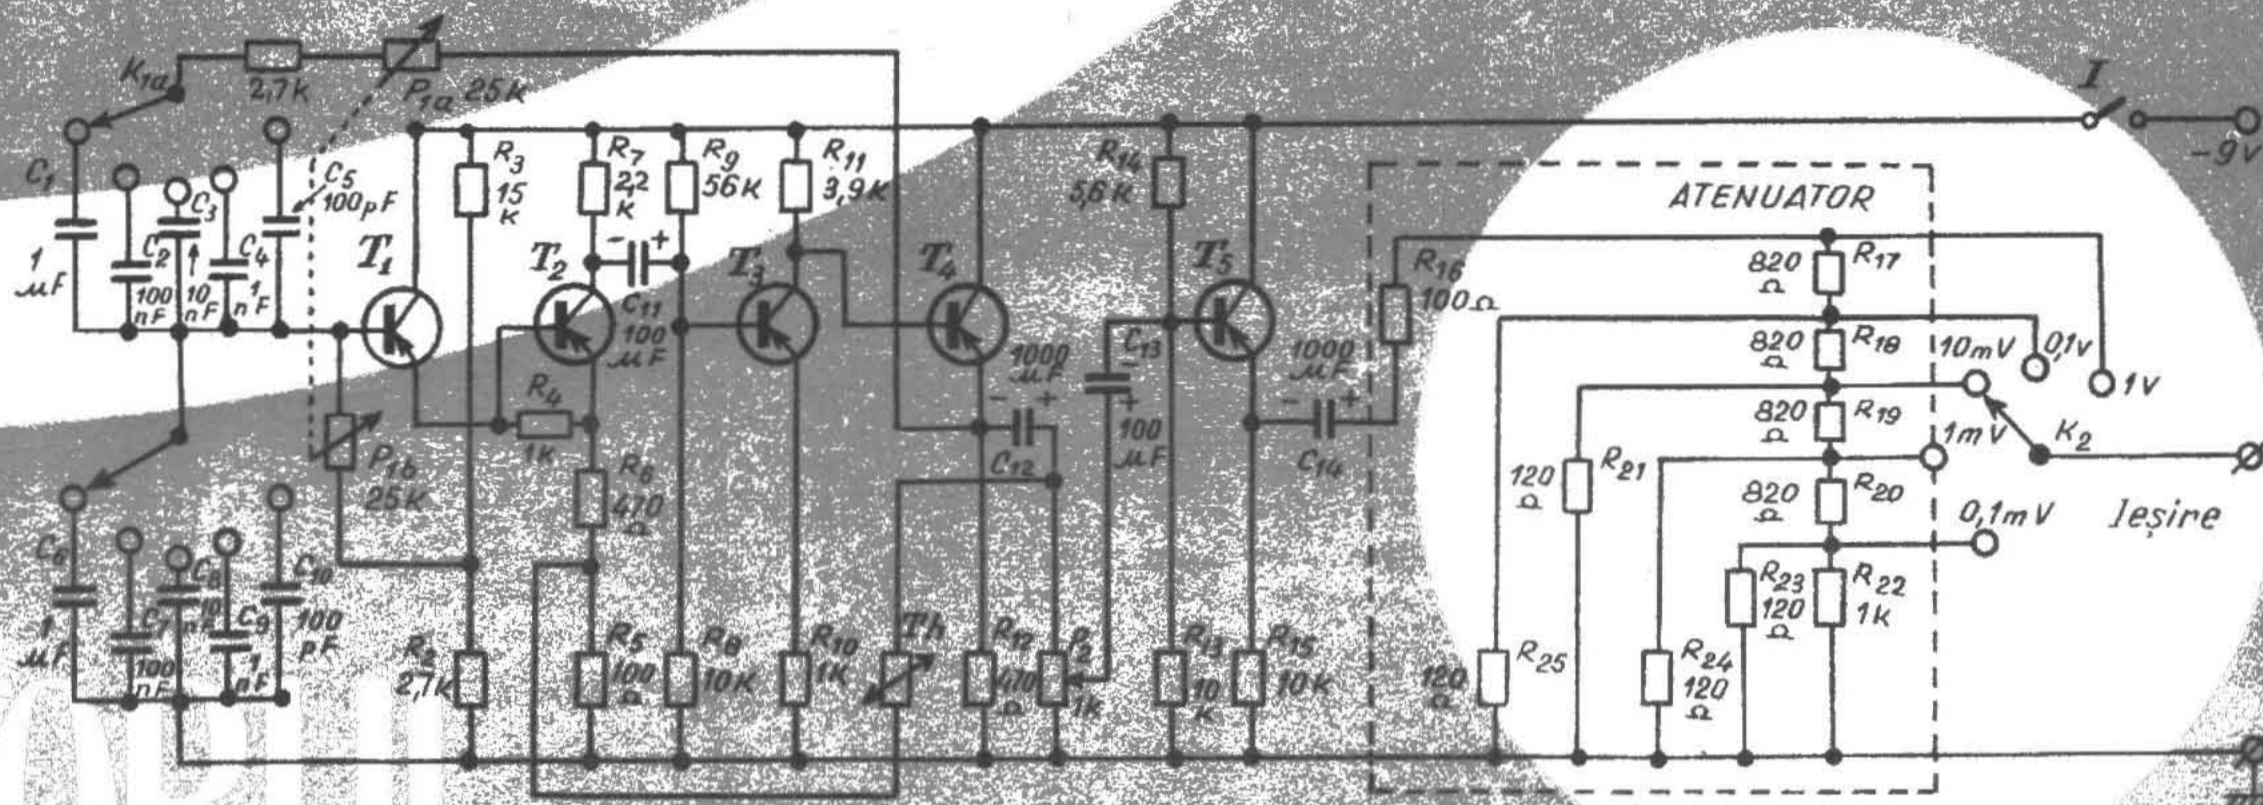 K1a
2,7K
P1a 25K
I
-9V
C1
1
µF
C2
100
nF
C3
10
nF
C4
1
nF
C5
100pF
T1
R3
15
K
R7
2,2
K
R9
56K
R11
3,9K
R14
5,6K
ATENUATOR
T2
C11
100
µF
T3
T4
T5
- +
R4
1K
P1b
25K
R6
470
Ω
1000
µF
- +
C12
C13
-
+
100
µF
1000
µF
- +
C14
R16
100Ω
820
Ω
R17
820
Ω
R18
10mV
0,1V
1V
820
Ω
R19
1mV
K2
120
Ω
R21
820
Ω
R20
0,1mV
Ieșire
C6
1
µF
C7
100
nF
C8
10
nF
C9
1
nF
C10
100
pF
R2
2,7K
R5
100
Ω
R8
10K
R10
1K
Th
R12
470
Ω
P2
1K
R13
10
K
R15
10K
120
Ω
R25
R24
120
Ω
R23
120
Ω
R22
1K